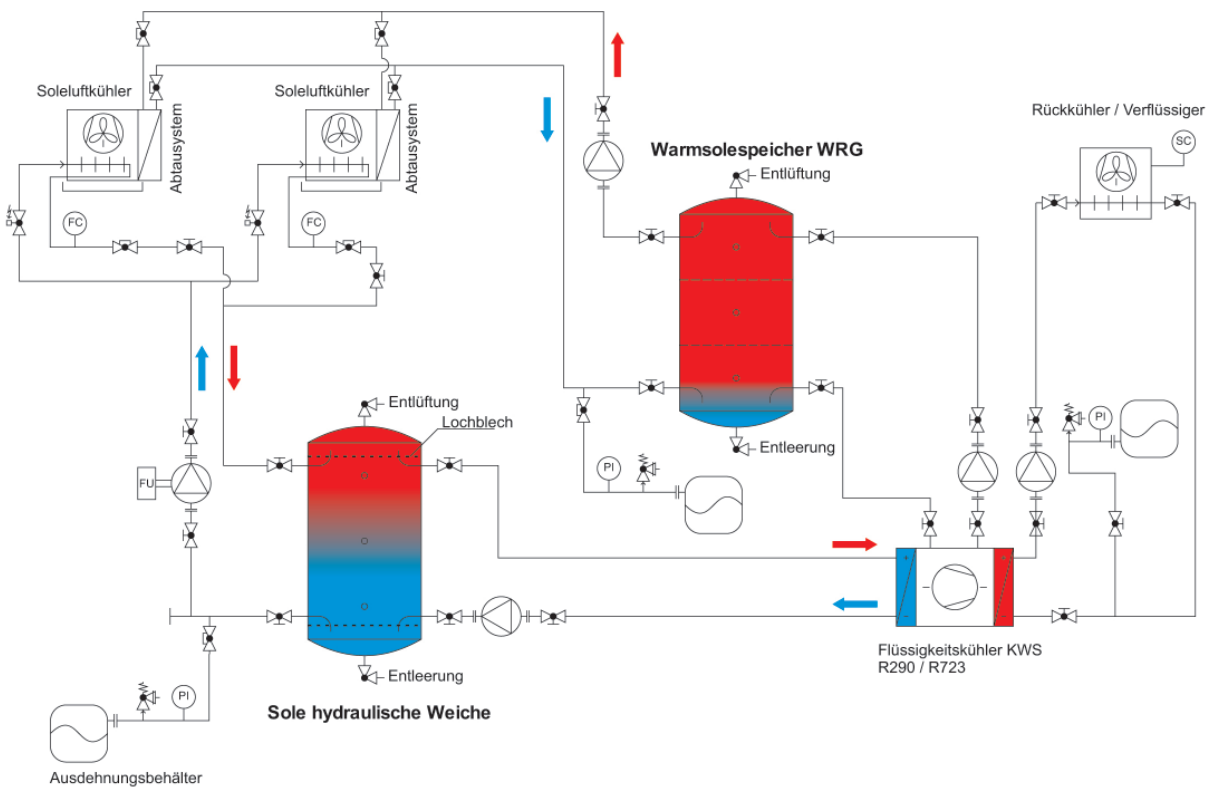 Soleluftkühler
Soleluftkühler
Abtausystem
Abtausystem
Rückkühler / Verflüssiger
SC
Warmsolespeicher WRG
Entlüftung
FC
FC
Entlüftung
Lochblech
PI
Entleerung
PI
FU
Flüssigkeitskühler KWS
R290 / R723
Entleerung
PI
Sole hydraulische Weiche
Ausdehnungsbehälter